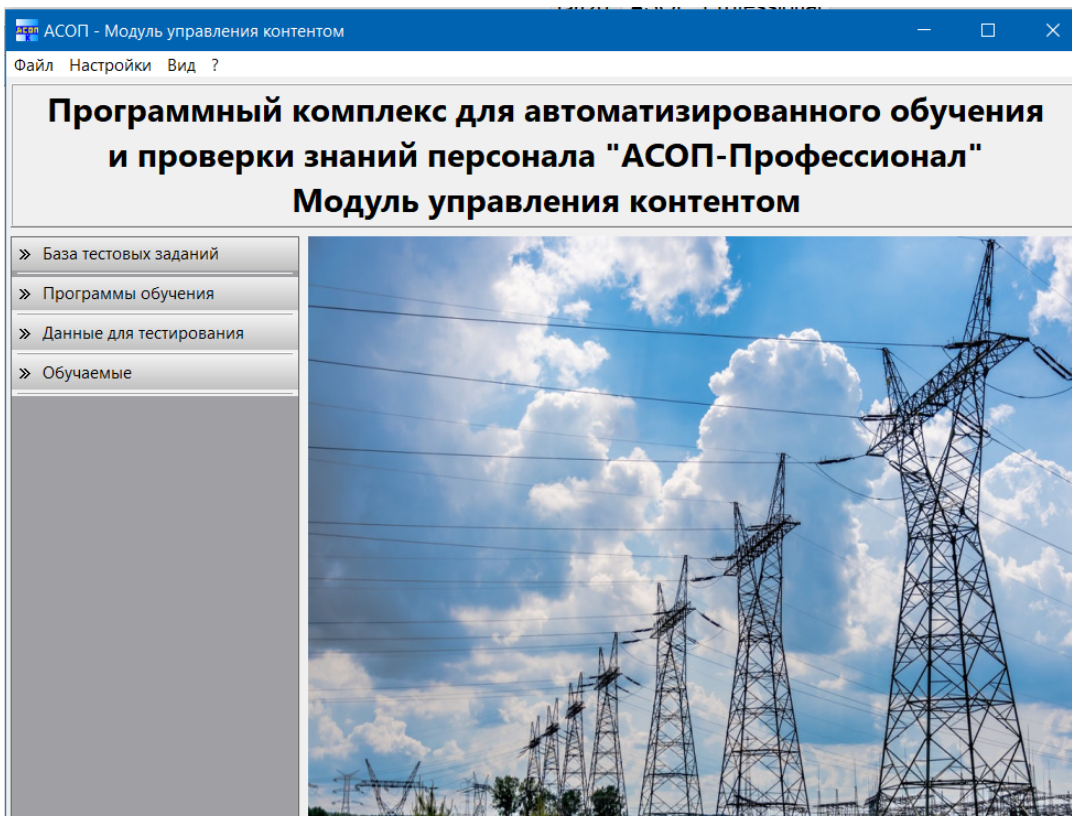 АСОП - Модуль управления контентом
Файл Настройки Вид ?
Программный комплекс для автоматизированного обучения
и проверки знаний персонала "АСОП-Профессионал"
Модуль управления контентом
База тестовых заданий
Программы обучения
Данные для тестирования
Обучаемые